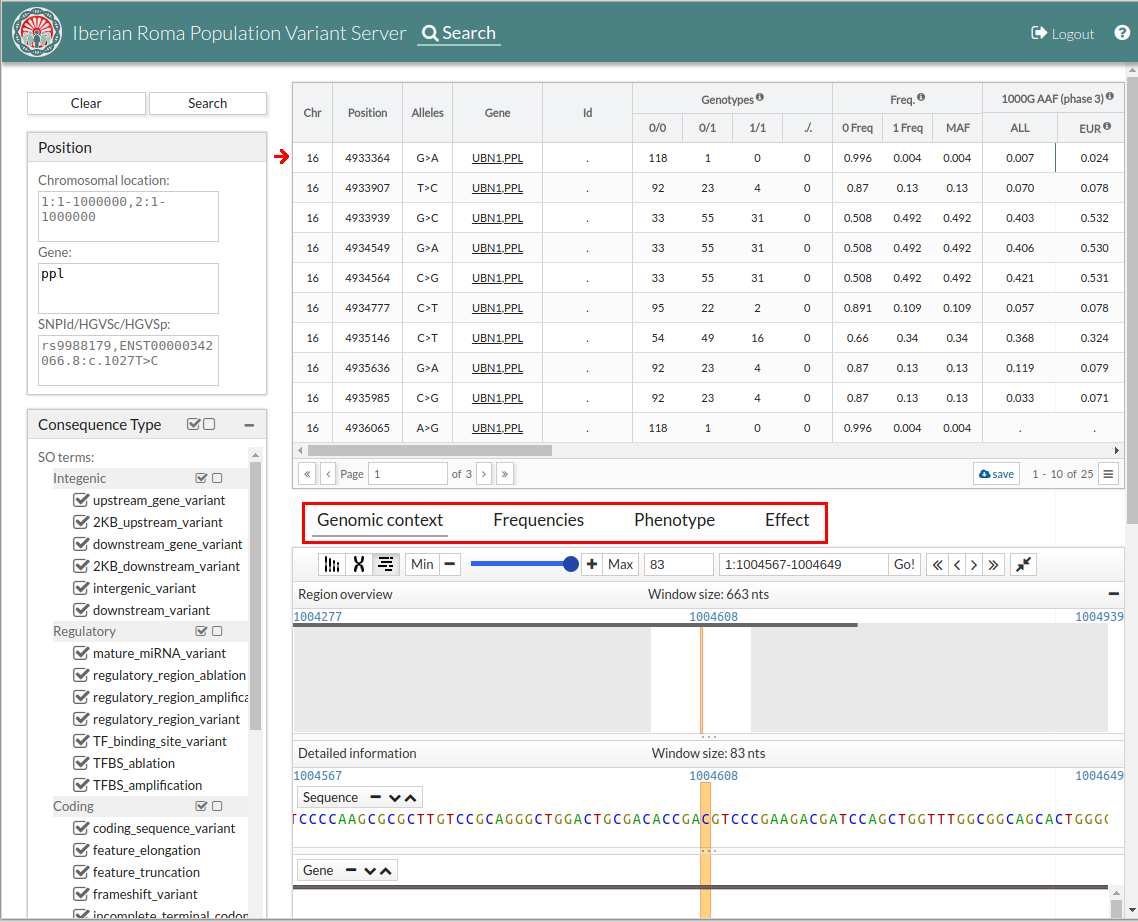 Iberian Roma Population Variant Server Search Logout ?
Clear Search
Position
Chromosomal location:
1:1-1000000,2:1-
1000000
Gene:
ppl
SNPId/HGVSc/HGVSp:
rs9988179,ENST00000342
066.8:c.1027T>C
Consequence Type
SO terms:
Integenic
upstream_gene_variant
2KB_upstream_variant
downstream_gene_variant
2KB_downstream_variant
intergenic_variant
downstream_variant
Regulatory
mature_miRNA_variant
regulatory_region_ablation
regulatory_region_amplifica
regulatory_region_variant
TF_binding_site_variant
TFBS_ablation
TFBS_amplification
Coding
coding_sequence_variant
feature_elongation
feature_truncation
frameshift_variant
incomplete_terminal_codon
Chr Position Alleles Gene Id Genotypes Freq. 1000G AAF (phase 3)
0/0 0/1 1/1 ./. 0 Freq 1 Freq MAF ALL EUR
16 4933364 G>A UBN1,PPL . 118 1 0 0 0.996 0.004 0.004 0.007 0.024
16 4933907 T>C UBN1,PPL . 92 23 4 0 0.87 0.13 0.13 0.070 0.078
16 4933939 G>C UBN1,PPL . 33 55 31 0 0.508 0.492 0.492 0.403 0.532
16 4934549 G>A UBN1,PPL . 33 55 31 0 0.508 0.492 0.492 0.406 0.530
16 4934564 C>G UBN1,PPL . 33 55 31 0 0.508 0.492 0.492 0.421 0.531
16 4934777 C>T UBN1,PPL . 95 22 2 0 0.891 0.109 0.109 0.057 0.078
16 4935146 C>T UBN1,PPL . 54 49 16 0 0.66 0.34 0.34 0.368 0.324
16 4935636 G>A UBN1,PPL . 92 23 4 0 0.87 0.13 0.13 0.119 0.079
16 4935985 C>G UBN1,PPL . 92 23 4 0 0.87 0.13 0.13 0.033 0.071
16 4936065 A>G UBN1,PPL . 118 1 0 0 0.996 0.004 0.004 . .
« ‹ Page 1 of 3 › » save 1 - 10 of 25
Genomic context Frequencies Phenotype Effect
Min Max 83 1:1004567-1004649 Go!
Region overview Window size: 663 nts
1004277 1004608 1004939
Detailed information Window size: 83 nts
1004567 1004608 1004649
Sequence
TCCCCAAGCGCGCTTGTCCGCAGGGCTGGACTGCGACACCGACGTCCCGAAGACGATCCAGCTGGTTTGGCGGCAGCACTGGGG
Gene